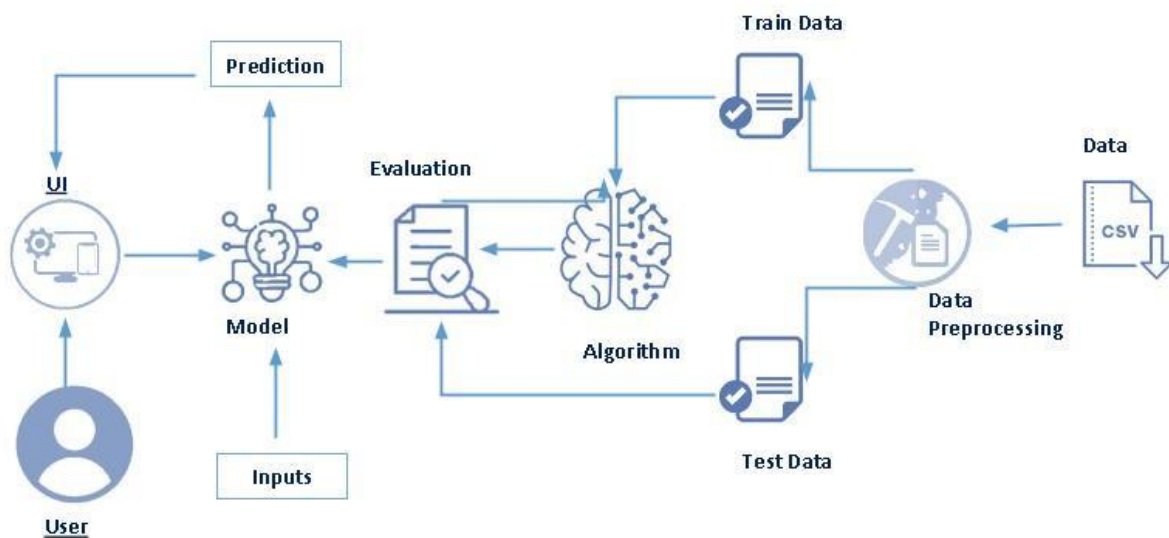 Train Data
Prediction
Evaluation
Data
UI
CSV
Model
Algorithm
Data
Preprocessing
Inputs
Test Data
User